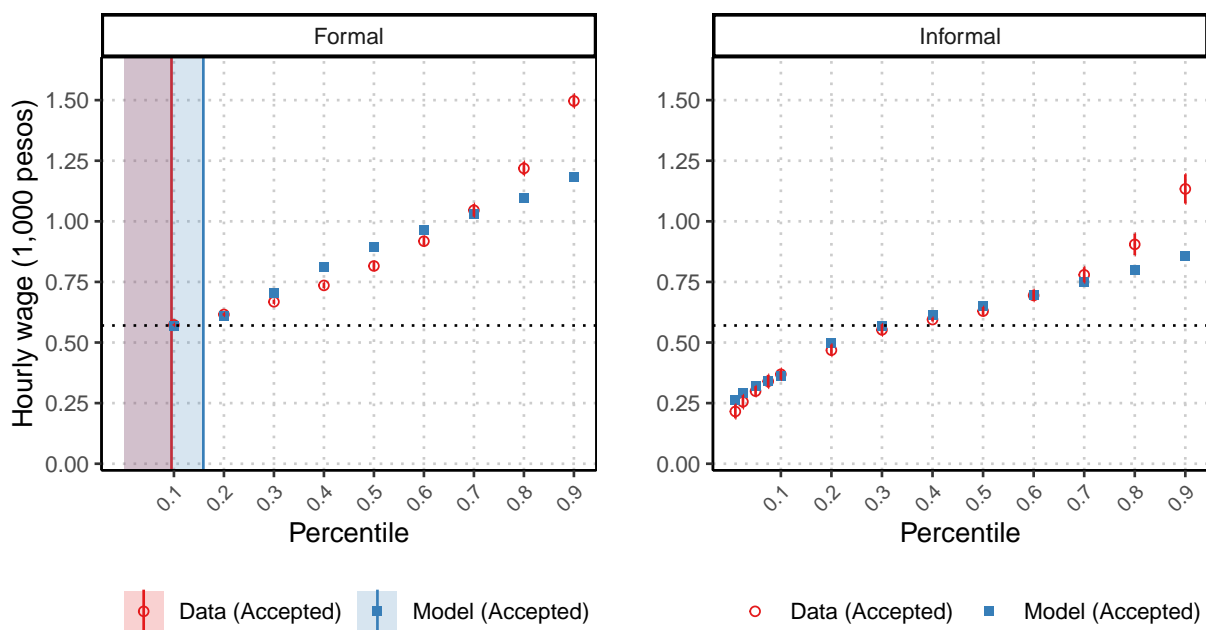 Formal
Hourly wage (1,000 pesos)
1.50
1.25
1.00
0.75
0.50
0.25
0.00
0.1 0.2 0.3 0.4 0.5 0.6 0.7 0.8 0.9
Percentile
Data (Accepted) Model (Accepted)
Informal
1.50
1.25
1.00
0.75
0.50
0.25
0.00
0.1 0.2 0.3 0.4 0.5 0.6 0.7 0.8 0.9
Percentile
Data (Accepted) Model (Accepted)